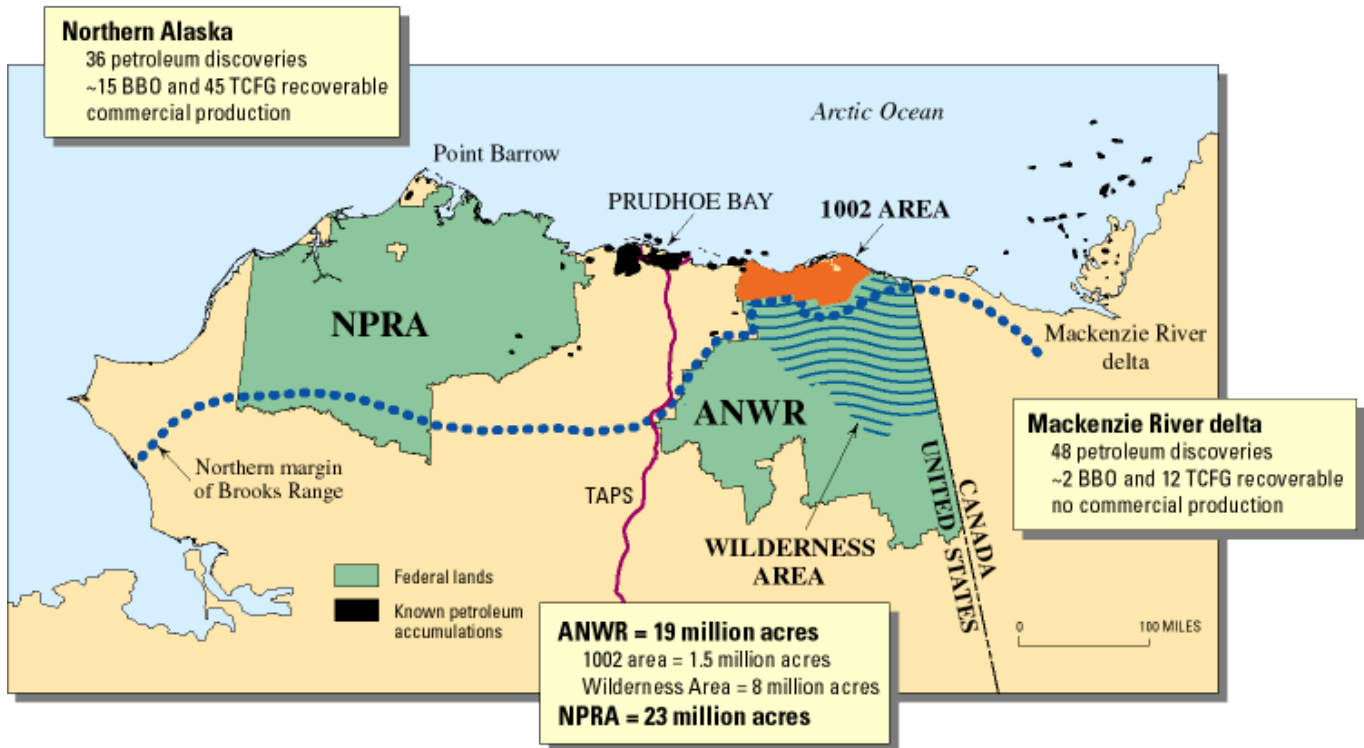 Northern Alaska
36 petroleum discoveries
~15 BBO and 45 TCFG recoverable
commercial production
Arctic Ocean
Point Barrow
PRUDHOE BAY
1002 AREA
NPRA
Mackenzie River
delta
ANWR
Mackenzie River delta
48 petroleum discoveries
~2 BBO and 12 TCFG recoverable
no commercial production
Northern margin
of Brooks Range
TAPS
UNITED STATES
CANADA
WILDERNESS
AREA
Federal lands
Known petroleum
accumulations
0 100 MILES
ANWR = 19 million acres
1002 area = 1.5 million acres
Wilderness Area = 8 million acres
NPRA = 23 million acres